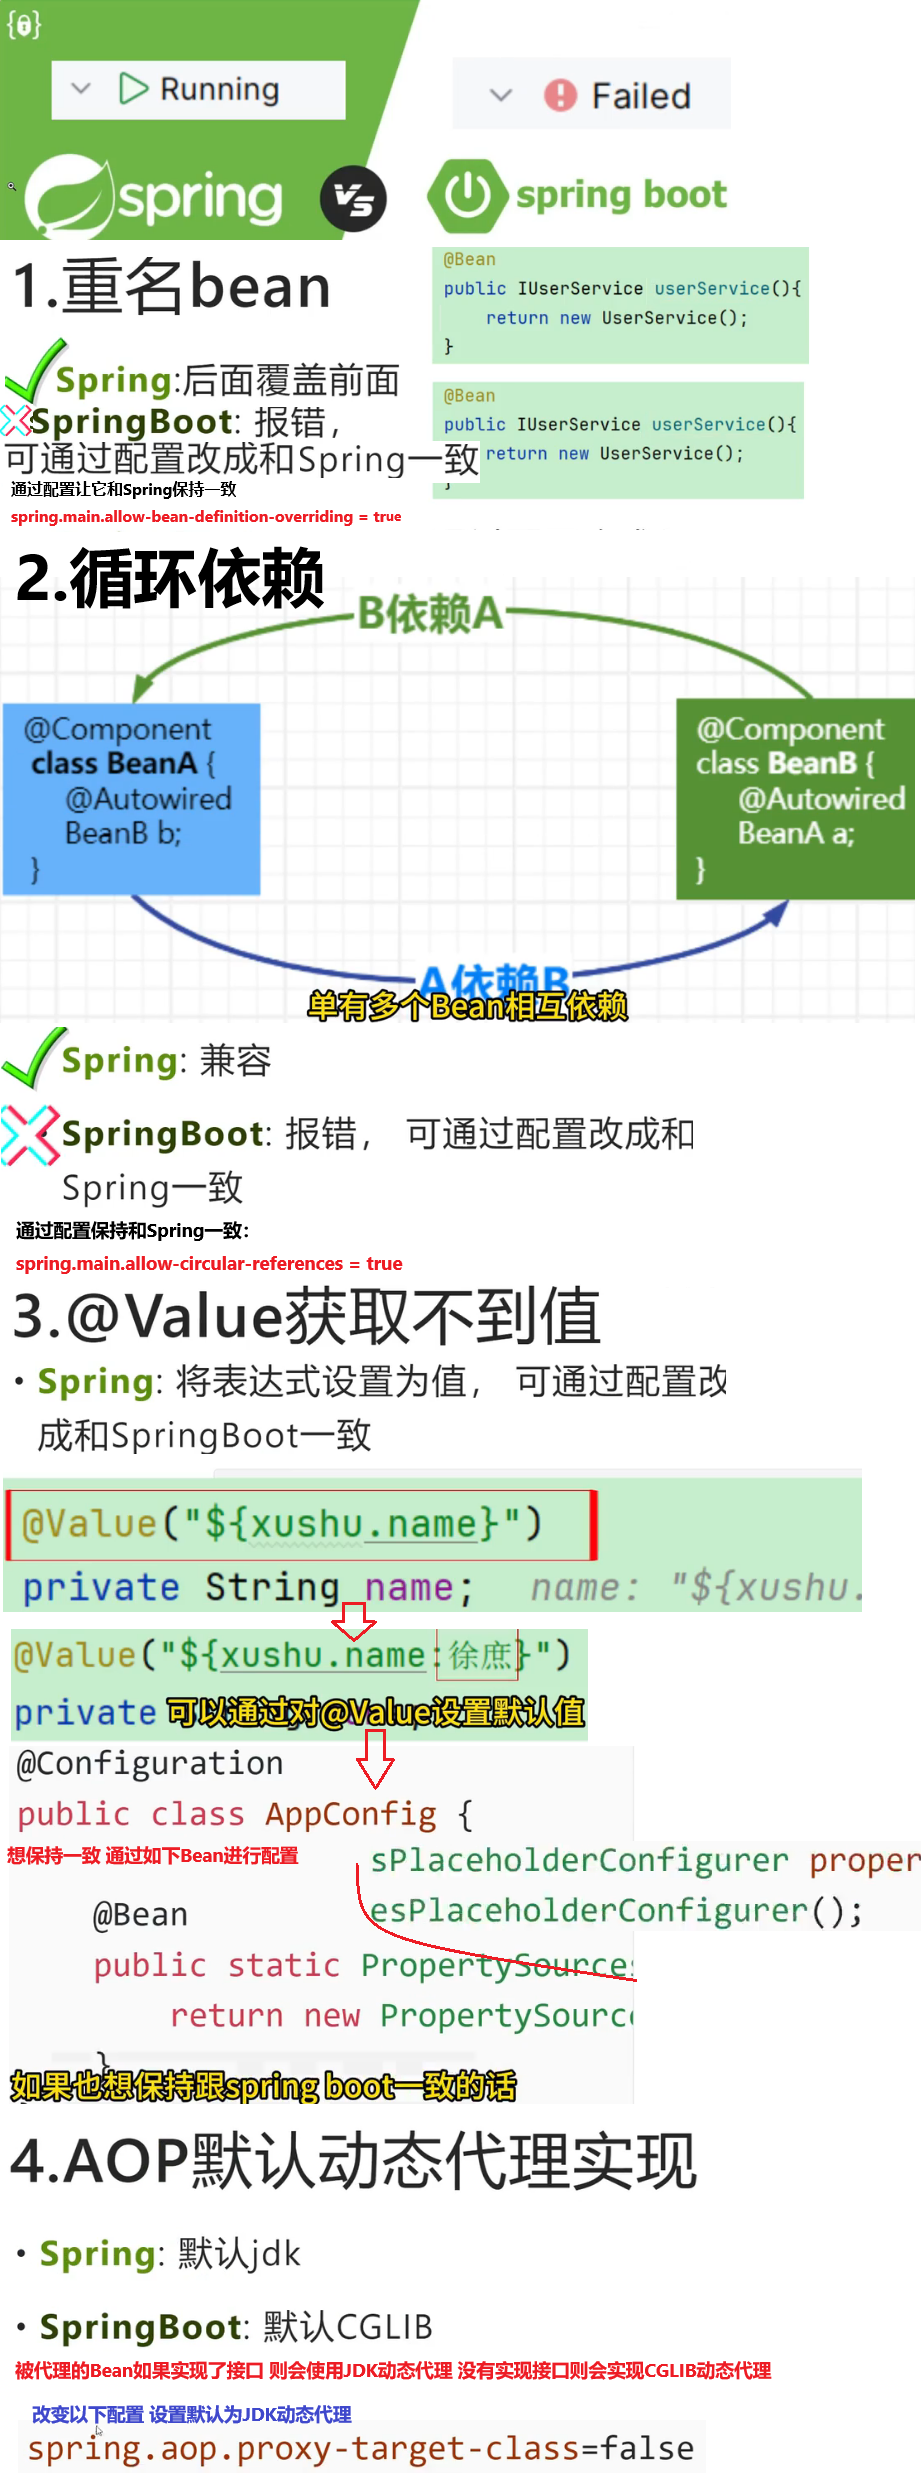 Running
Failed
spring
VS
spring boot
1.重名bean
@Bean
public IUserService userService(){
return new UserService();
}
Spring:后面覆盖前面
SpringBoot: 报错，
可通过配置改成和Spring一致
@Bean
public IUserService userService(){
return new UserService();
通过配置让它和Spring保持一致
spring.main.allow-bean-definition-overriding = true
2.循环依赖
B依赖A
@Component
class BeanA {
@Autowired
BeanB b;
}
@Component
class BeanB {
@Autowired
BeanA a;
}
A依赖B
单有多个Bean相互依赖
Spring: 兼容
SpringBoot: 报错， 可通过配置改成和
Spring一致
通过配置保持和Spring一致：
spring.main.allow-circular-references = true
3.@Value获取不到值
• Spring: 将表达式设置为值， 可通过配置改
成和SpringBoot一致
@Value("${xushu.name}")
private String name; name: "${xushu.
@Value("${xushu.name:徐庶}")
private
可以通过对@Value设置默认值
@Configuration
public class AppConfig {
想保持一致 通过如下Bean进行配置
sPlaceholderConfigurer proper
@Bean
esPlaceholderConfigurer();
public static PropertySources
return new PropertySource
}
如果也想保持跟spring boot一致的话
4.AOP默认动态代理实现
• Spring: 默认jdk
• SpringBoot: 默认CGLIB
被代理的Bean如果实现了接口 则会使用JDK动态代理 没有实现接口则会实现CGLIB动态代理
改变以下配置 设置默认为JDK动态代理
spring.aop.proxy-target-class=false